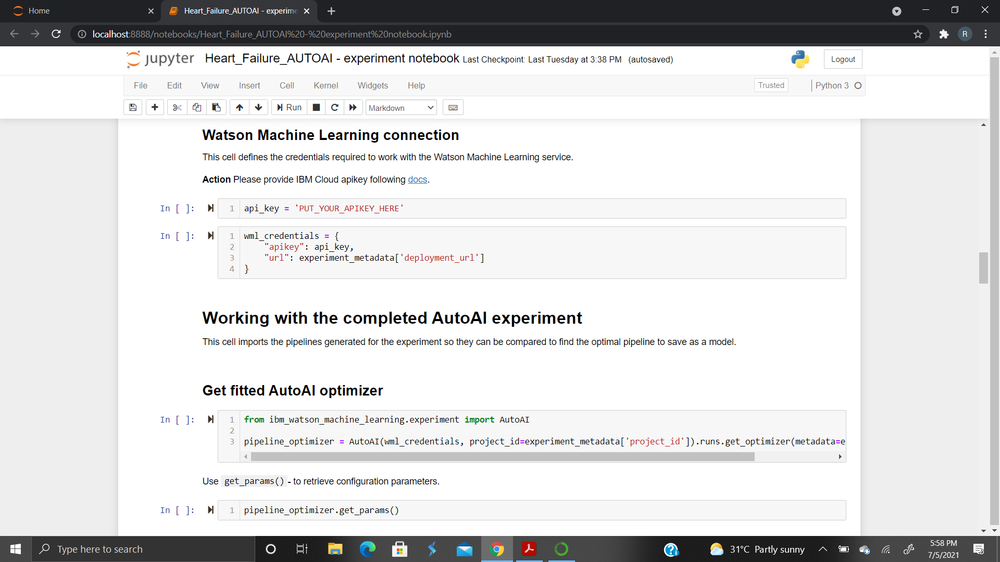 Home
Heart_Failure_AUTOAI - experime
localhost:8888/notebooks/Heart_Failure_AUTOAI%20-%20experiment%20notebook.ipynb
R
jupyter Heart_Failure_AUTOAI - experiment notebook Last Checkpoint: Last Tuesday at 3:38 PM (autosaved)
Logout
File Edit View Insert Cell Kernel Widgets Help
Trusted
Python 3
Run
Markdown
Watson Machine Learning connection
This cell defines the credentials required to work with the Watson Machine Learning service.
Action Please provide IBM Cloud apikey following docs.
In [ ]: 1 api_key = 'PUT_YOUR_APIKEY_HERE'
In [ ]: 1 wml_credentials = {
2 "apikey": api_key,
3 "url": experiment_metadata['deployment_url']
4 }
Working with the completed AutoAI experiment
This cell imports the pipelines generated for the experiment so they can be compared to find the optimal pipeline to save as a model.
Get fitted AutoAI optimizer
In [ ]: 1 from ibm_watson_machine_learning.experiment import AutoAI
2
3 pipeline_optimizer = AutoAI(wml_credentials, project_id=experiment_metadata['project_id']).runs.get_optimizer(metadata=e
Use get_params() - to retrieve configuration parameters.
In [ ]: 1 pipeline_optimizer.get_params()
Type here to search
31°C Partly sunny
5:58 PM
7/5/2021